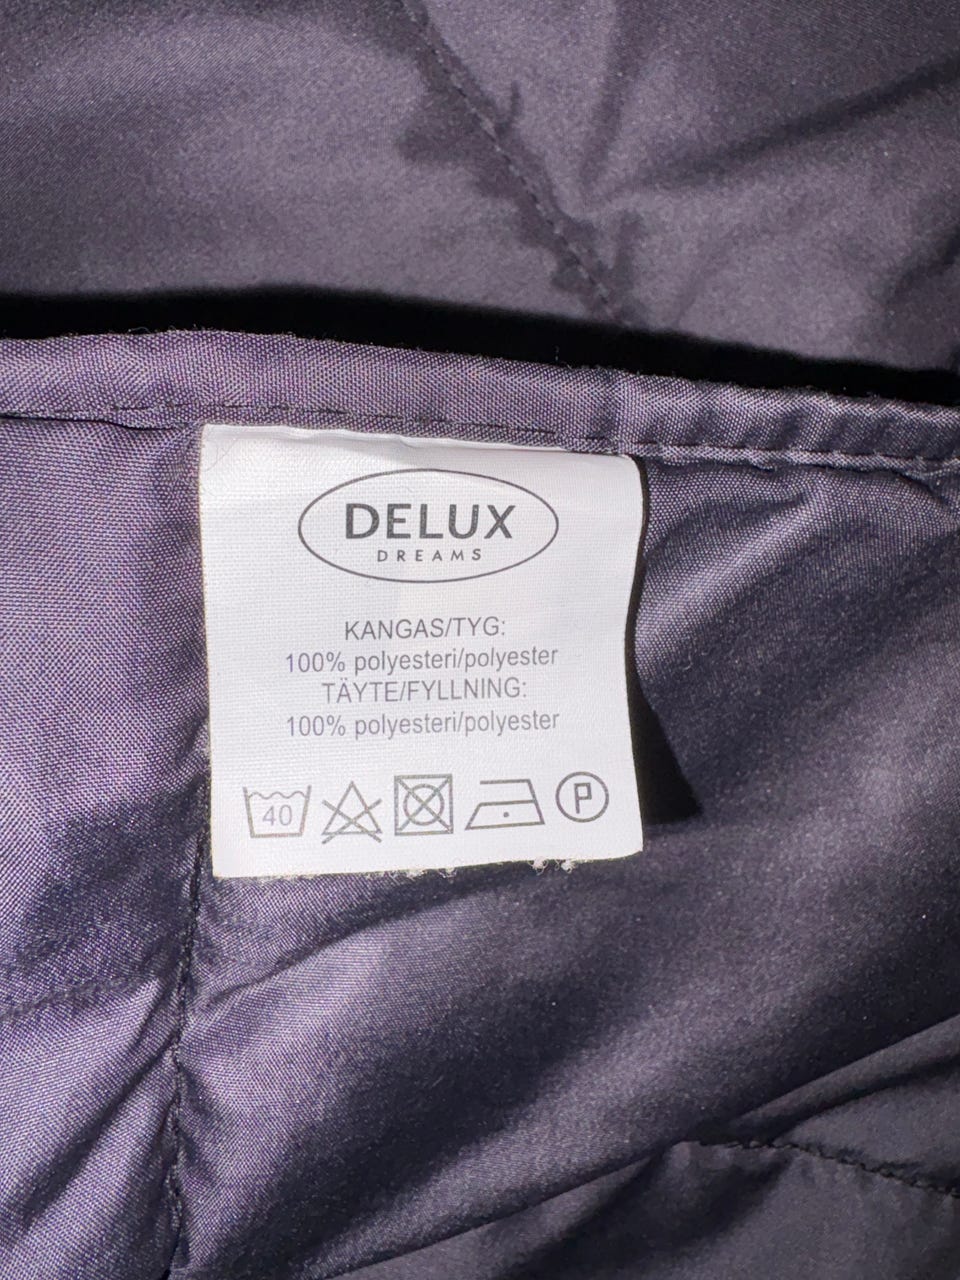 DELUX
DREAMS
KANGAS/TYG:
100% polyesteri/polyester
TÄYTE/FYLLNING:
100% polyesteri/polyester
40 P